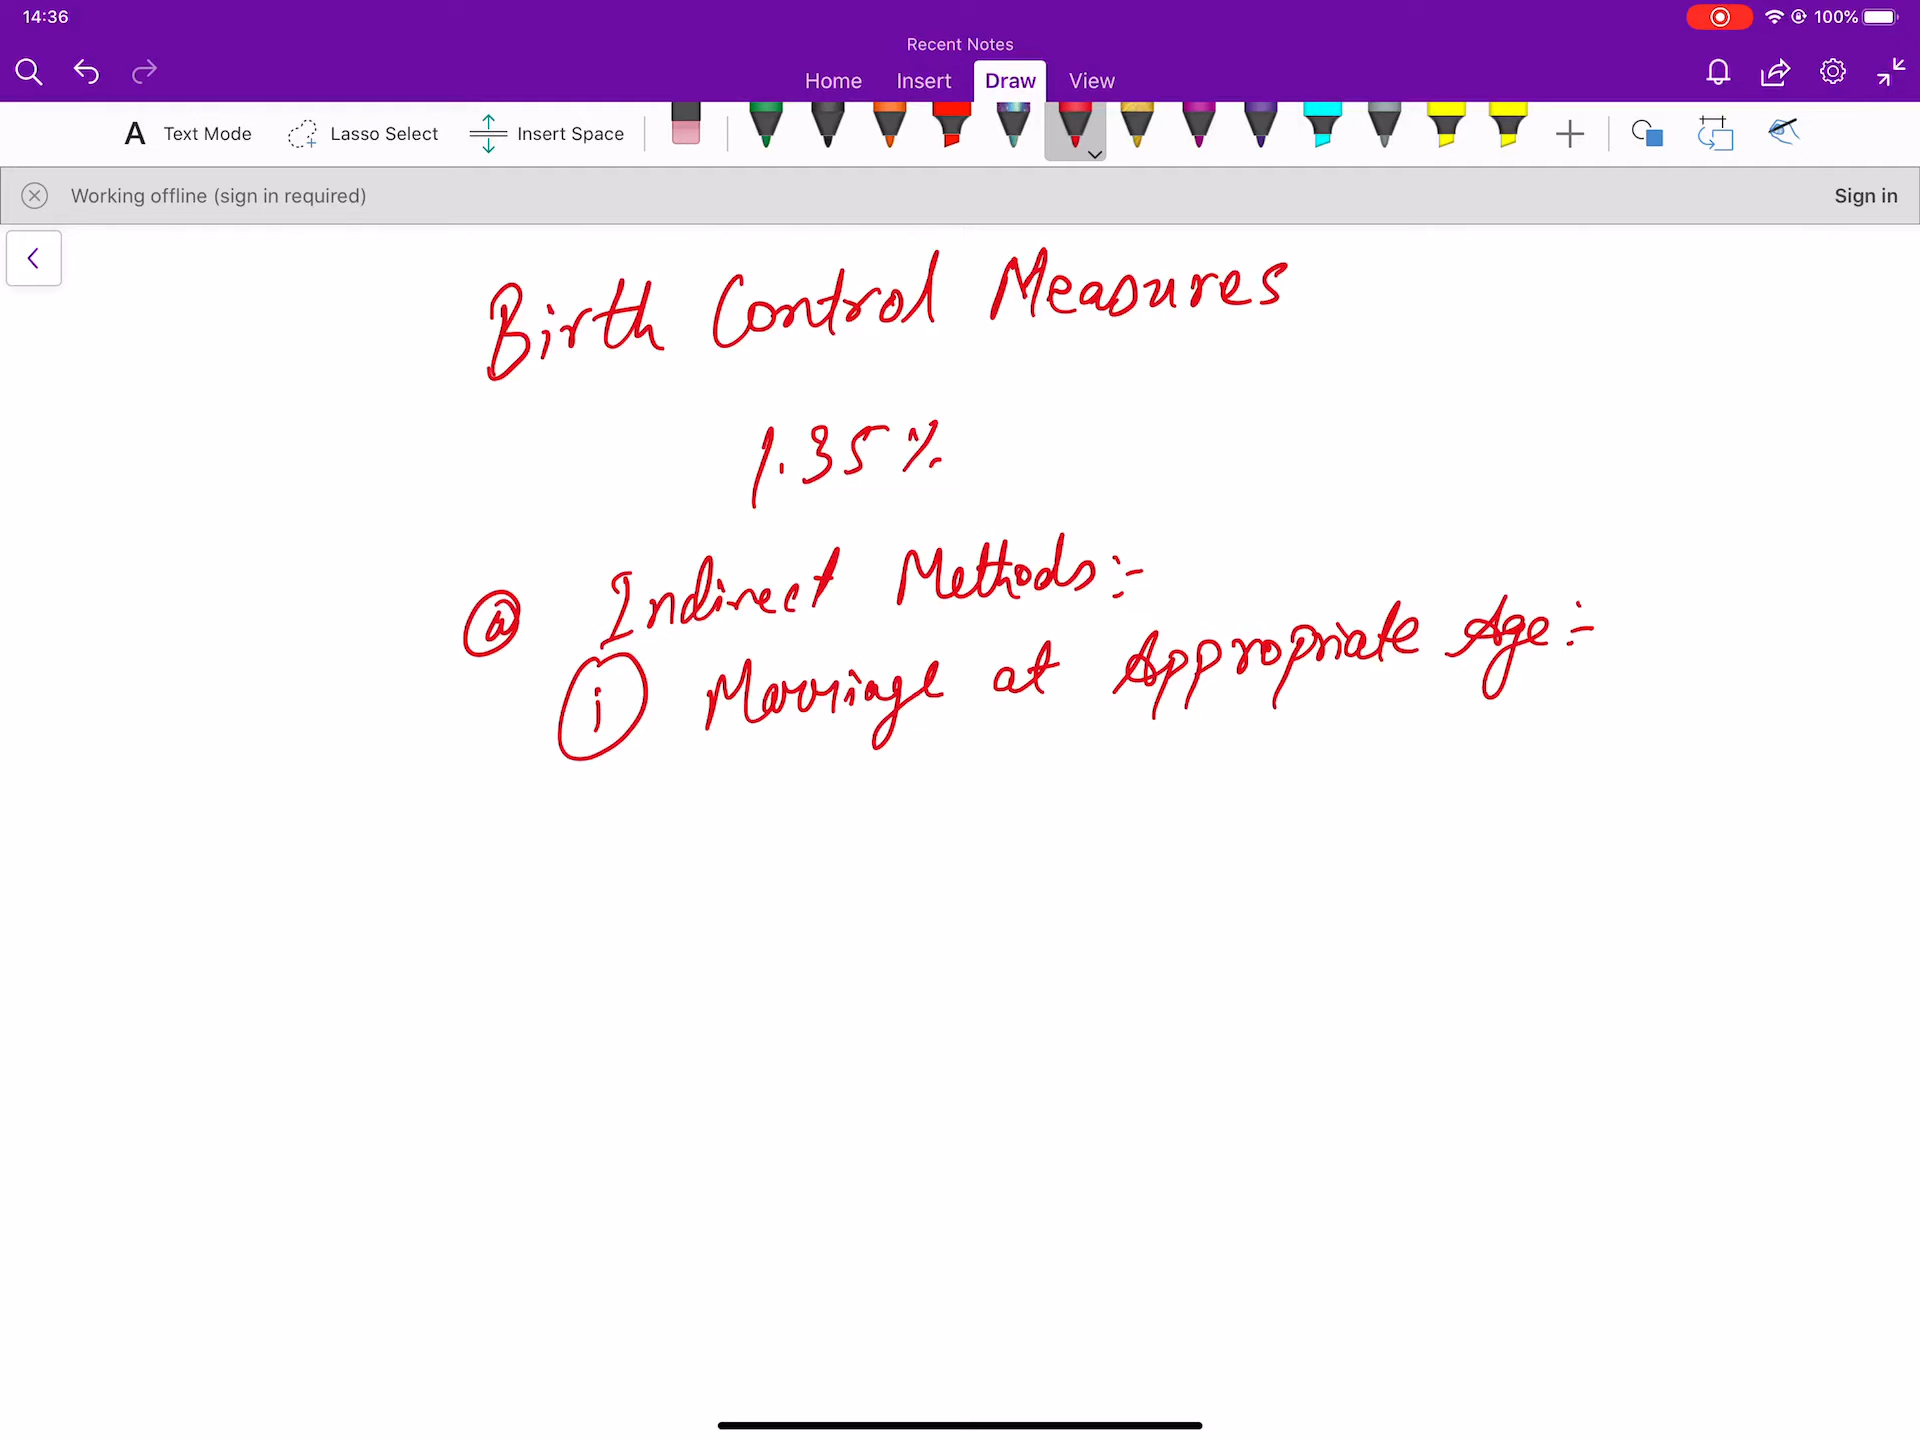 14:36
100%
Recent Notes
Home Insert Draw View
A Text Mode Lasso Select Insert Space
Working offline (sign in required) Sign in
Birth Control Measures
1.35 %
a Indirect Methods:-
i Marriage at Appropriate Age:-